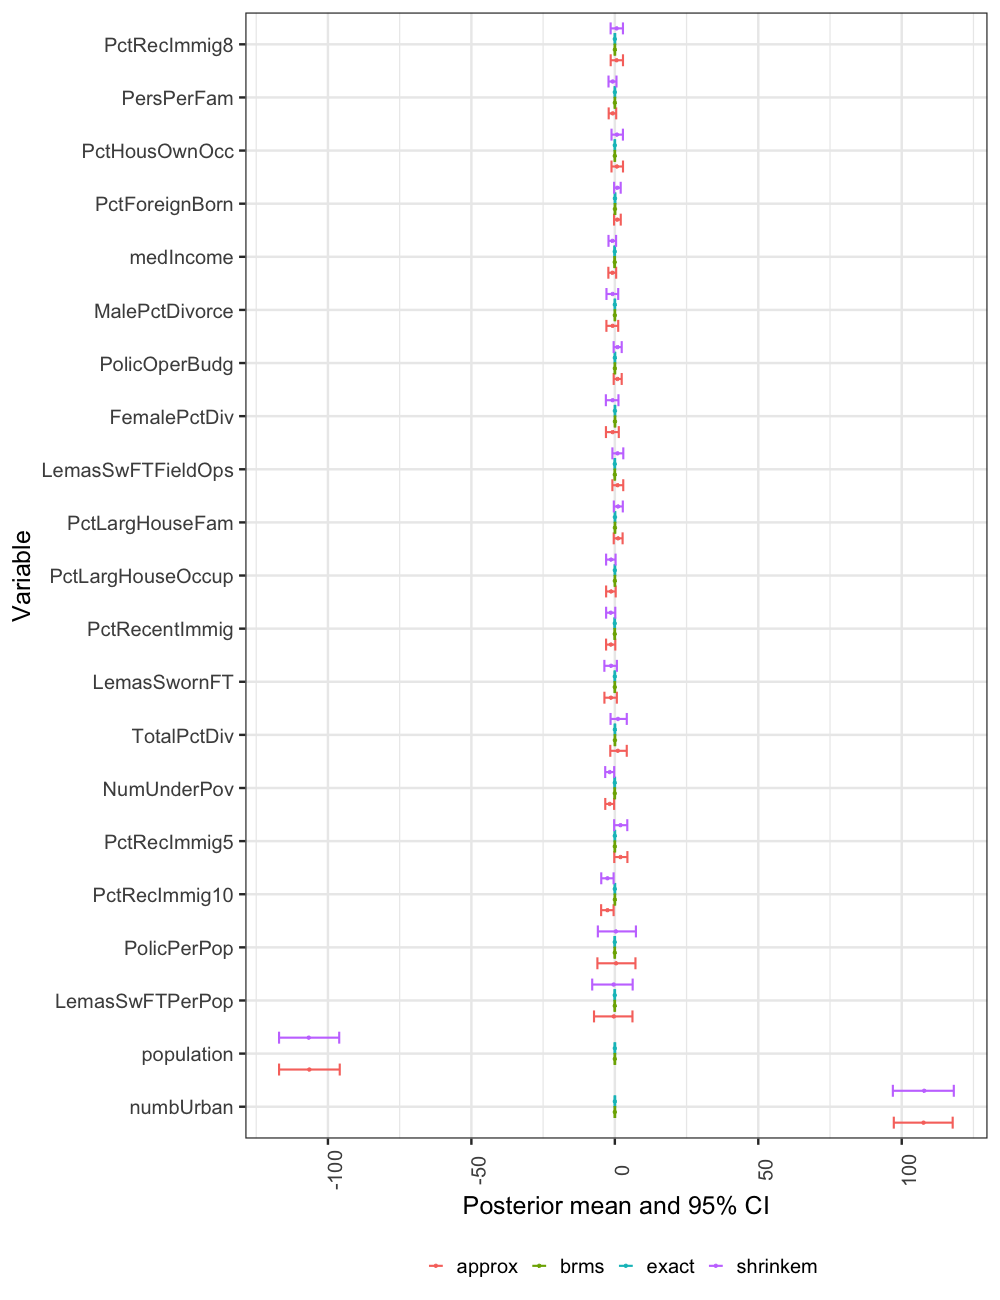 PctRecImmig8
PersPerFam
PctHousOwnOcc
PctForeignBorn
medIncome
MalePctDivorce
PolicOperBudg
FemalePctDiv
LemasSwFTFieldOps
PctLargHouseFam
PctLargHouseOccup
PctRecentImmig
LemasSwornFT
TotalPctDiv
NumUnderPov
PctRecImmig5
PctRecImmig10
PolicPerPop
LemasSwFTPerPop
population
numbUrban
Variable
-100 -50 0 50 100
Posterior mean and 95% CI
approx brms exact shrinkem